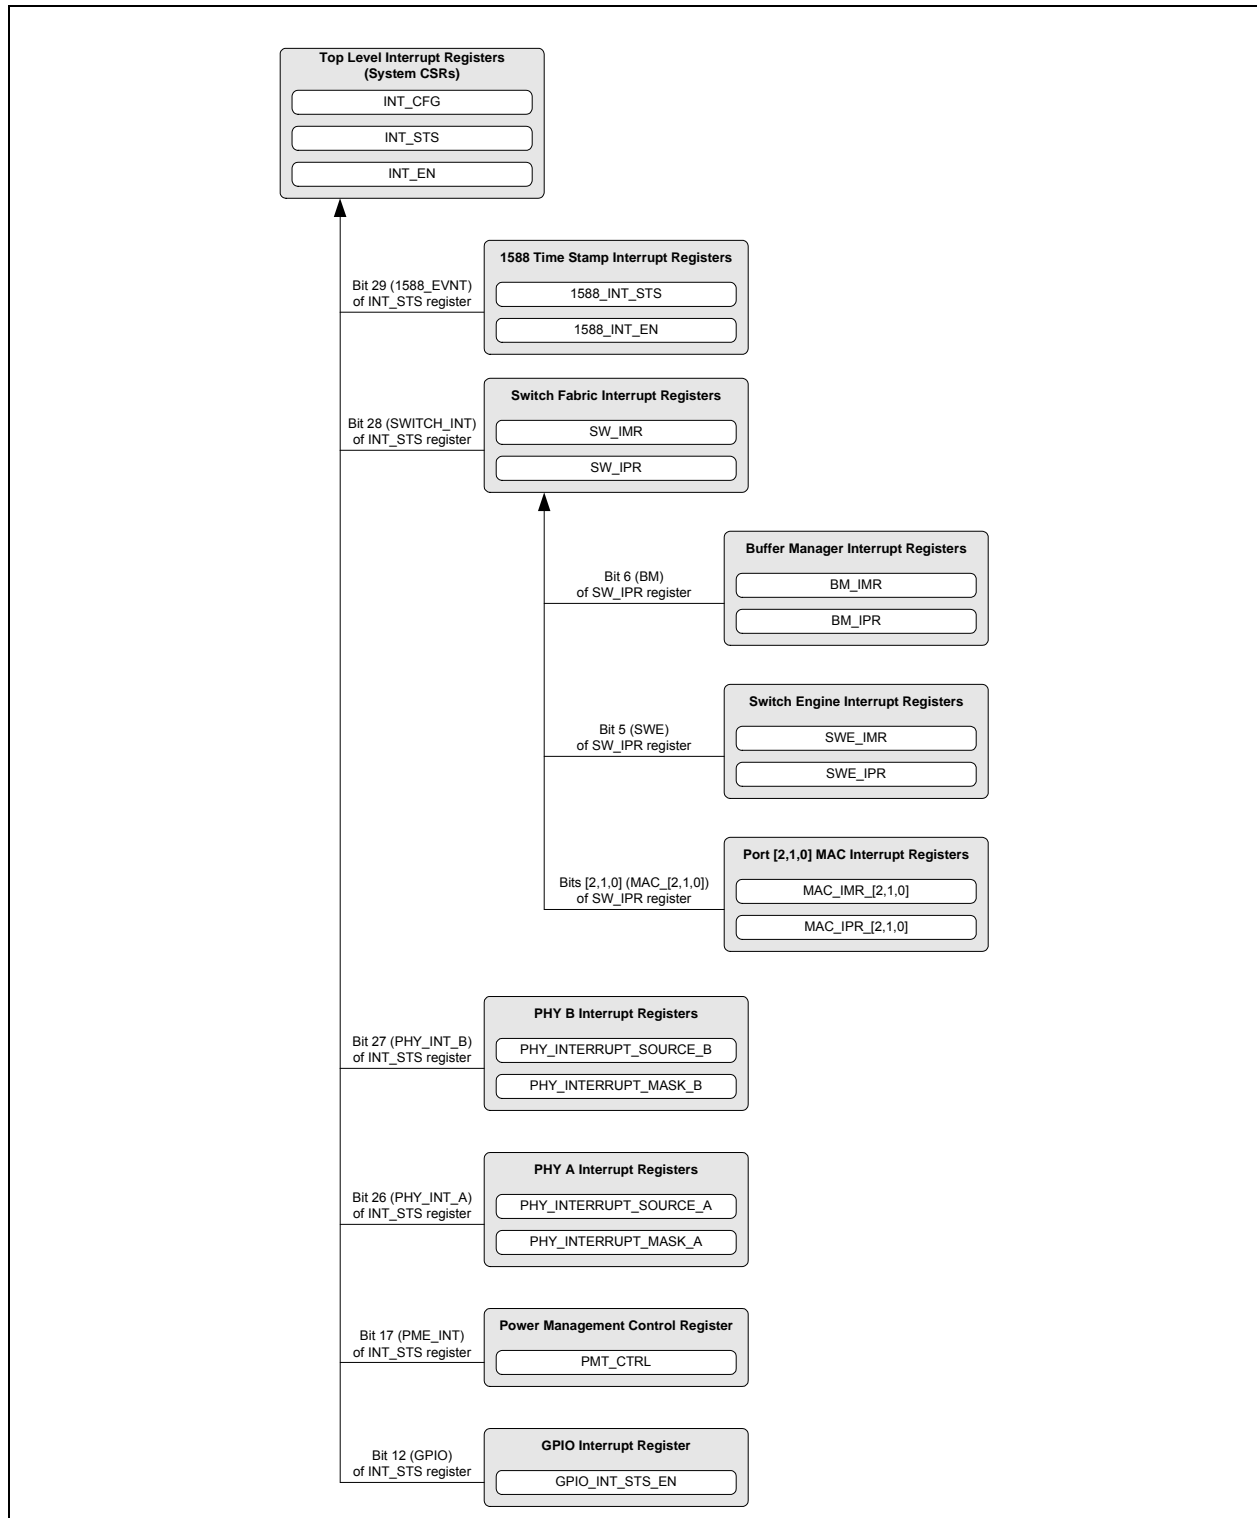 Top Level Interrupt Registers
(System CSRs)
INT_CFG
INT_STS
INT_EN
Bit 29 (1588_EVNT)
of INT_STS register
1588 Time Stamp Interrupt Registers
1588_INT_STS
1588_INT_EN
Bit 28 (SWITCH_INT)
of INT_STS register
Switch Fabric Interrupt Registers
SW_IMR
SW_IPR
Bit 6 (BM)
of SW_IPR register
Buffer Manager Interrupt Registers
BM_IMR
BM_IPR
Bit 5 (SWE)
of SW_IPR register
Switch Engine Interrupt Registers
SWE_IMR
SWE_IPR
Bits [2,1,0] (MAC_[2,1,0])
of SW_IPR register
Port [2,1,0] MAC Interrupt Registers
MAC_IMR_[2,1,0]
MAC_IPR_[2,1,0]
Bit 27 (PHY_INT_B)
of INT_STS register
PHY B Interrupt Registers
PHY_INTERRUPT_SOURCE_B
PHY_INTERRUPT_MASK_B
Bit 26 (PHY_INT_A)
of INT_STS register
PHY A Interrupt Registers
PHY_INTERRUPT_SOURCE_A
PHY_INTERRUPT_MASK_A
Bit 17 (PME_INT)
of INT_STS register
Power Management Control Register
PMT_CTRL
Bit 12 (GPIO)
of INT_STS register
GPIO Interrupt Register
GPIO_INT_STS_EN